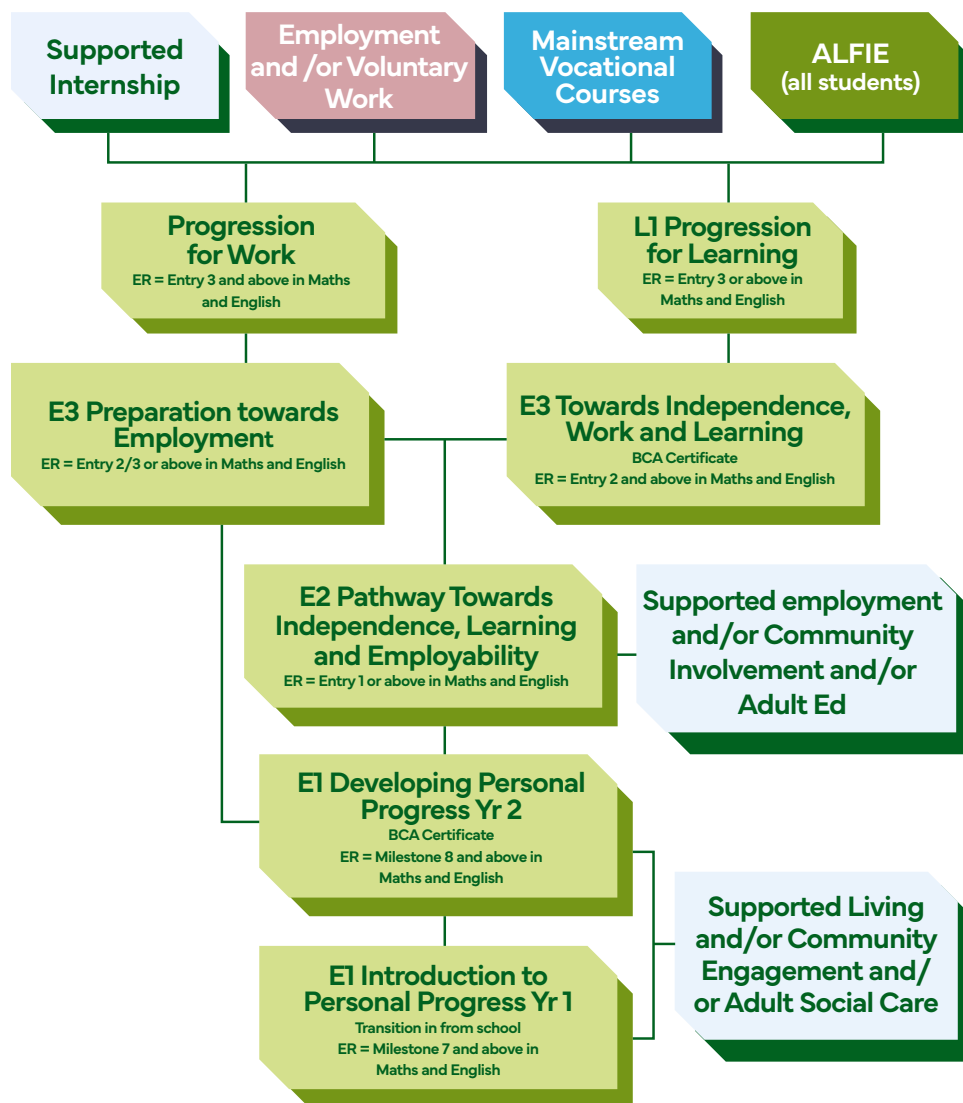 Supported
Internship
Employment
and /or Voluntary
Work
Mainstream
Vocational
Courses
ALFIE
(all students)
Progression
for Work
ER = Entry 3 and above in Maths
and English
L1 Progression
for Learning
ER = Entry 3 or above in
Maths and English
E3 Preparation towards
Employment
ER = Entry 2/3 or above in Maths and English
E3 Towards Independence,
Work and Learning
BCA Certificate
ER = Entry 2 and above in Maths and English
E2 Pathway Towards
Independence, Learning
and Employability
ER = Entry 1 or above in Maths and English
Supported employment
and/or Community
Involvement and/or
Adult Ed
E1 Developing Personal
Progress Yr 2
BCA Certificate
ER = Milestone 8 and above in
Maths and English
E1 Introduction to
Personal Progress Yr 1
Transition in from school
ER = Milestone 7 and above in
Maths and English
Supported Living
and/or Community
Engagement and/
or Adult Social Care